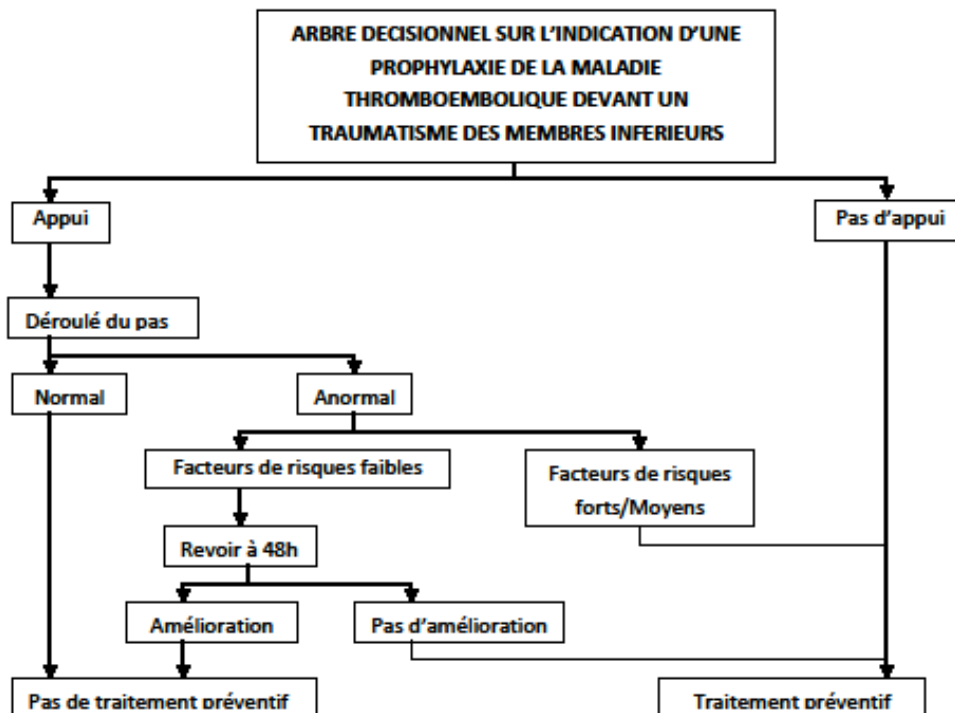 ARBRE DECISIONNEL SUR L'INDICATION D'UNE
PROPHYLAXIE DE LA MALADIE
THROMBOEMBOLIQUE DEVANT UN
TRAUMATISME DES MEMBRES INFERIEURS
Appui
Pas d'appui
Déroulé du pas
Normal
Anormal
Facteurs de risques faibles
Facteurs de risques
forts/Moyens
Revoir à 48h
Amélioration
Pas d'amélioration
Pas de traitement préventif
Traitement préventif